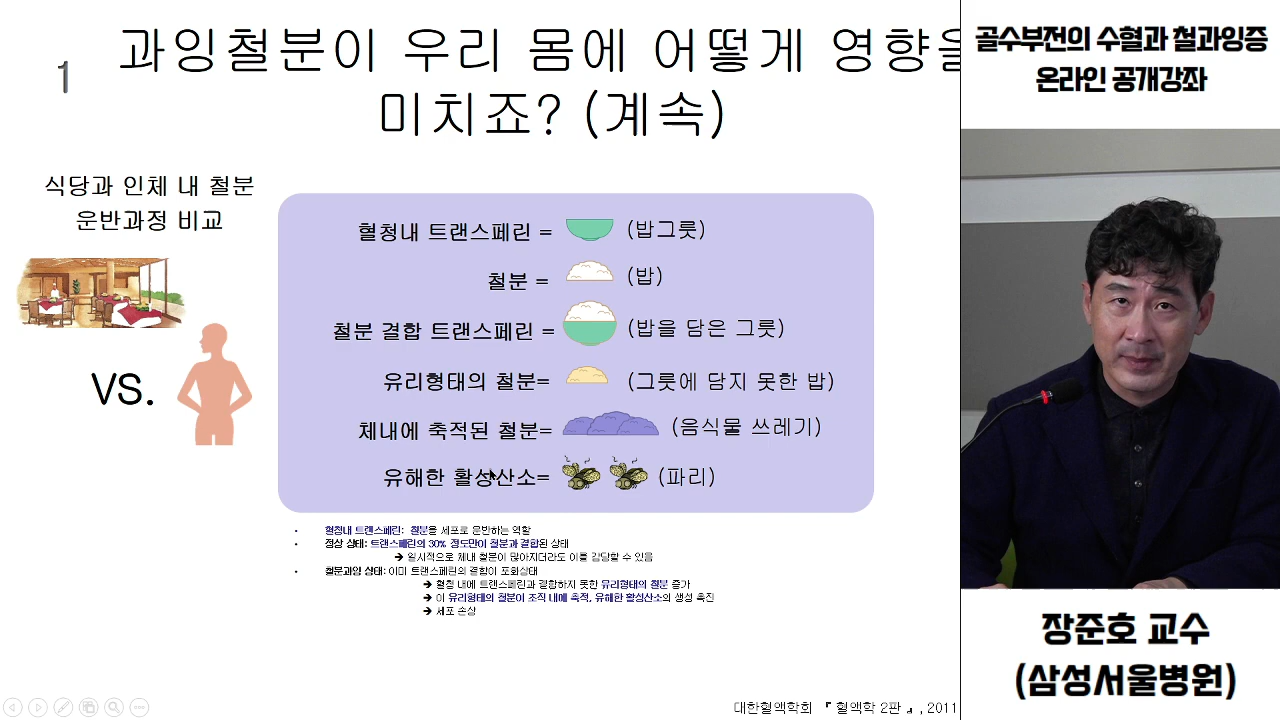 1
과잉철분이 우리 몸에 어떻게 영향을
미치죠? (계속)
식당과 인체 내 철분
운반과정 비교
VS.
혈청내 트랜스페린 = (밥그릇)
철분 = (밥)
철분 결합 트랜스페린 = (밥을 담은 그릇)
유리형태의 철분= (그릇에 담지 못한 밥)
체내에 축적된 철분= (음식물 쓰레기)
유해한 활성산소= (파리)
• 혈청내 트랜스페린: 철분을 세포로 운반하는 역할
• 정상 상태: 트랜스페린의 30% 정도만이 철분과 결합된 상태
➔ 일시적으로 체내 철분이 많아지더라도 이를 감당할 수 있음
• 철분과잉 상태: 이미 트랜스페린의 결합이 포화상태
➔ 혈청 내에 트랜스페린과 결합하지 못한 유리형태의 철분 증가
➔ 이 유리형태의 철분이 조직 내에 축적, 유해한 활성산소의 생성 촉진
➔ 세포 손상
대한혈액학회 『 혈액학 2판 』, 2011
골수부전의 수혈과 철과잉증
온라인 공개강좌
장준호 교수
(삼성서울병원)